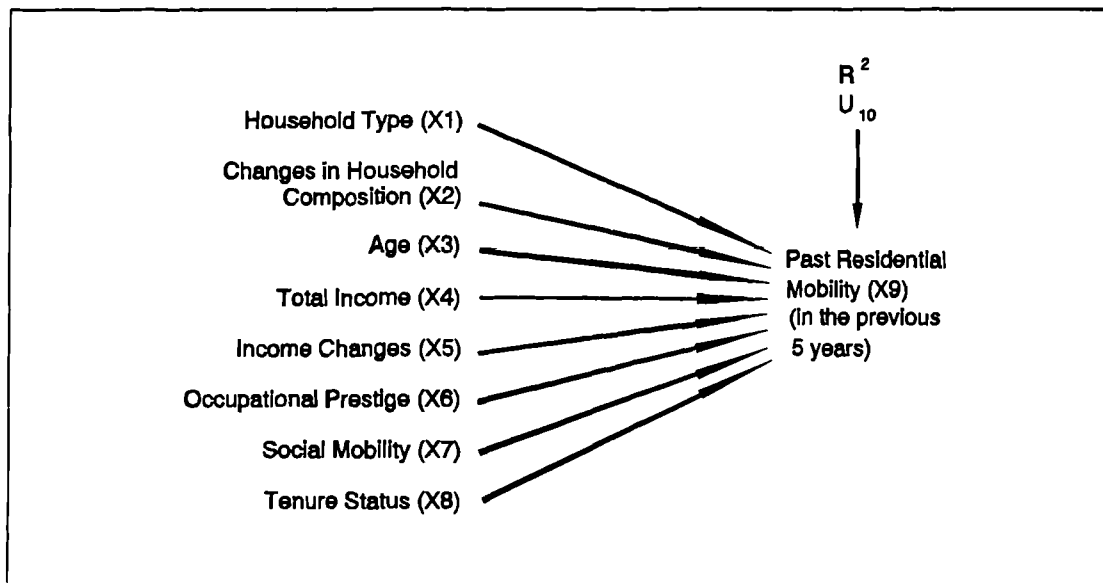 R²
U₁₀
Household Type (X1)
Changes in Household
Composition (X2)
Age (X3)
Total Income (X4)
Income Changes (X5)
Occupational Prestige (X6)
Social Mobility (X7)
Tenure Status (X8)
Past Residential
Mobility (X9)
(in the previous
5 years)